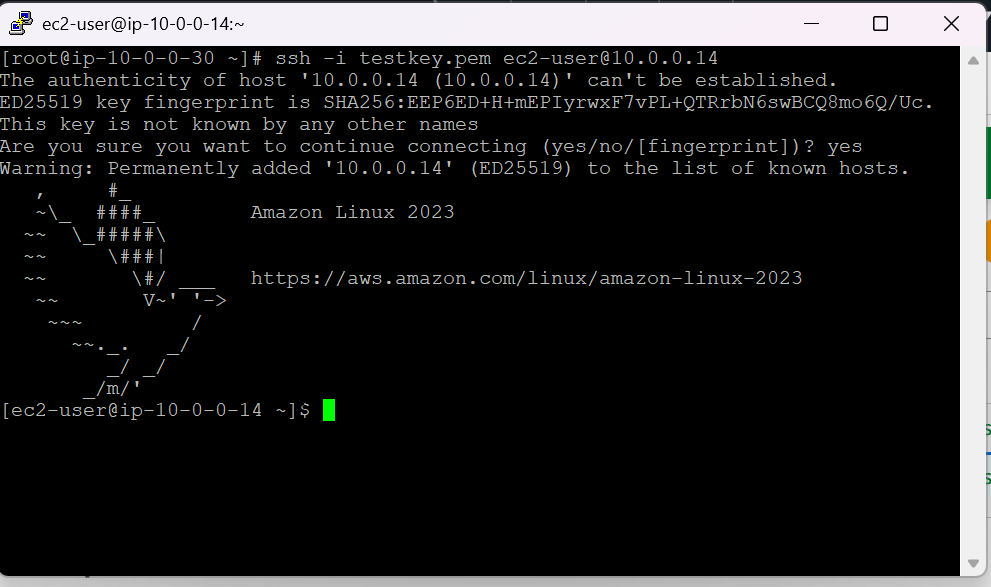 ec2-user@ip-10-0-0-14:~
[root@ip-10-0-0-30 ~]# ssh -i testkey.pem ec2-user@10.0.0.14
The authenticity of host '10.0.0.14 (10.0.0.14)' can't be established.
ED25519 key fingerprint is SHA256:EEP6ED+H+mEPIyrwxF7vPL+QTRrbN6swBCQ8mo6Q/Uc.
This key is not known by any other names
Are you sure you want to continue connecting (yes/no/[fingerprint])? yes
Warning: Permanently added '10.0.0.14' (ED25519) to the list of known hosts.
   ,     #_
   ~\_  ####_        Amazon Linux 2023
  ~~  \_#####\
  ~~     \###|
  ~~       \#/ ___   https://aws.amazon.com/linux/amazon-linux-2023
   ~~       V~' '->
    ~~~         /
      ~~._.   _/
         _/ _/
       _/m/'
[ec2-user@ip-10-0-0-14 ~]$